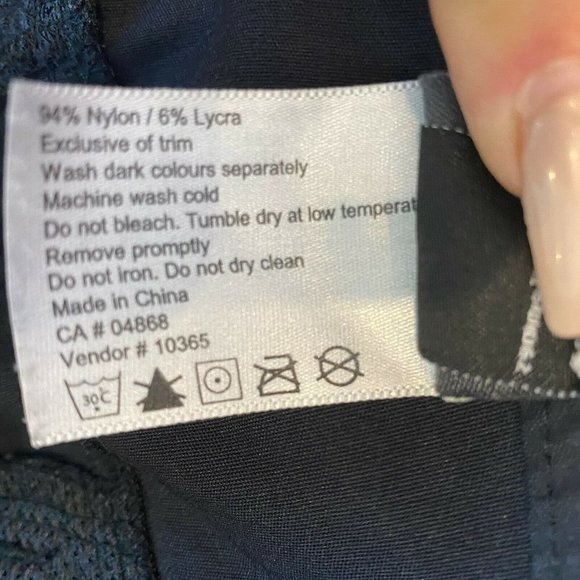 94% Nylon / 6% Lycra
Exclusive of trim
Wash dark colours separately
Machine wash cold
Do not bleach. Tumble dry at low temperat
Remove promptly
Do not iron. Do not dry clean
Made in China
CA # 04868
Vendor # 10365
30°C